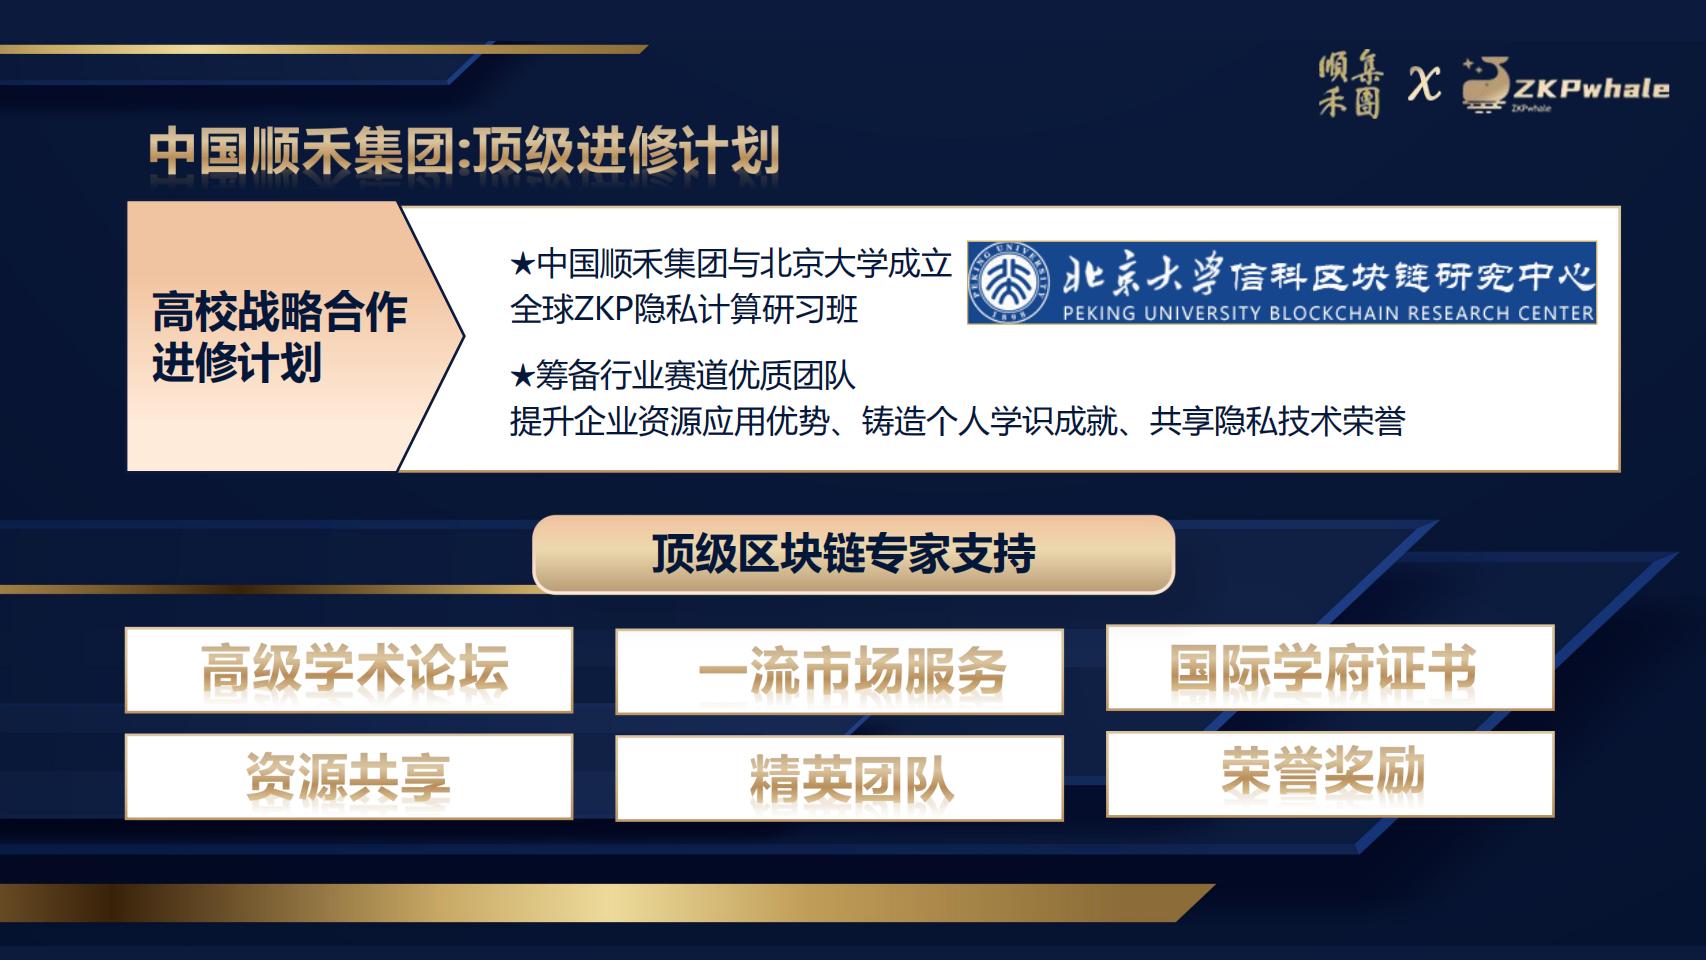 順禾 集團 X ZKPwhale
ZKPwhale
中国顺禾集团:顶级进修计划
高校战略合作
进修计划
★中国顺禾集团与北京大学成立
全球ZKP隐私计算研习班
PEKING UNIVERSITY
1898
北京大学信科区块链研究中心
PEKING UNIVERSITY BLOCKCHAIN RESEARCH CENTER
★筹备行业赛道优质团队
提升企业资源应用优势、铸造个人学识成就、共享隐私技术荣誉
顶级区块链专家支持
高级学术论坛
一流市场服务
国际学府证书
资源共享
精英团队
荣誉奖励